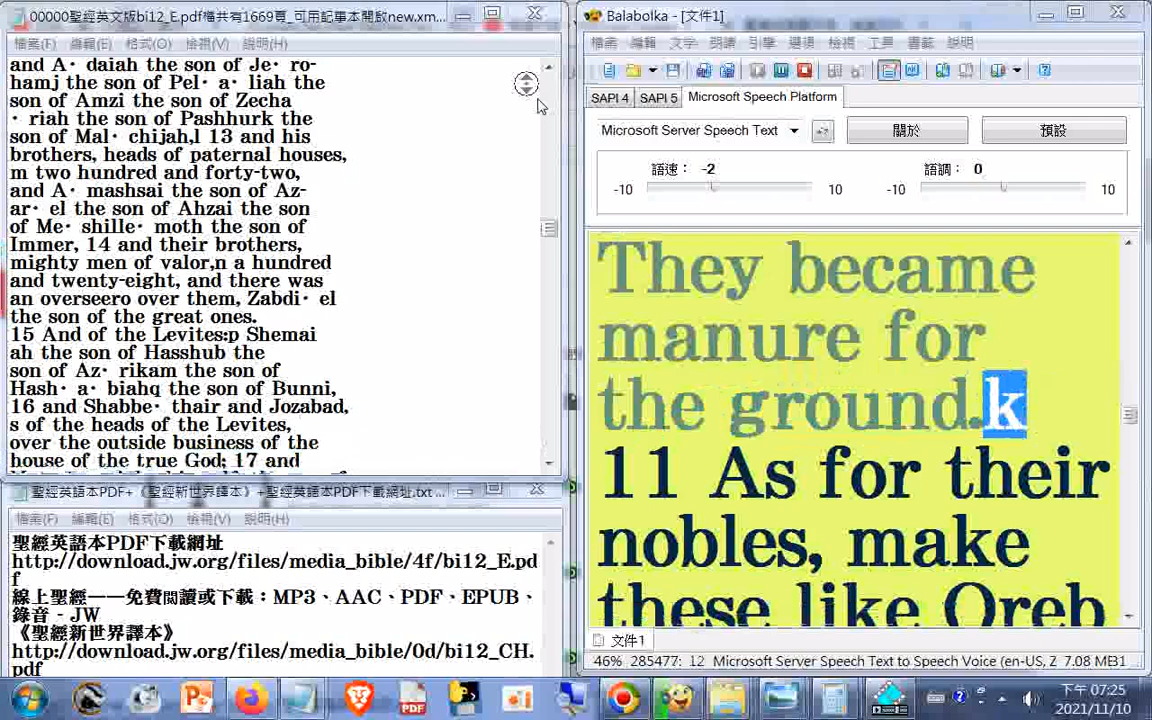 00000聖經英文版bi12_E.pdf檔共有1669頁_可用記事本開啟new.xm...
檔案(F) 編輯(E) 格式(O) 檢視(V) 說明(H)
and A· daiah the son of Je· ro-
hamj the son of Pel· a· liah the
son of Amzi the son of Zecha
· riah the son of Pashhurk the
son of Mal· chijah,l 13 and his
brothers, heads of paternal houses,
m two hundred and forty-two,
and A· mashsai the son of Az-
ar· el the son of Ahzai the son
of Me· shille· moth the son of
Immer, 14 and their brothers,
mighty men of valor,n a hundred
and twenty-eight, and there was
an overseero over them, Zabdi· el
the son of the great ones.
15 And of the Levites:p Shemai
ah the son of Hasshub the
son of Az· rikam the son of
Hash· a· biahq the son of Bunni,
16 and Shabbe· thair and Jozabad,
s of the heads of the Levites,
over the outside business of the
house of the true God; 17 and
聖經英語本PDF+《聖經新世界譯本》+聖經英語本PDF下載網址.txt ...
檔案(F) 編輯(E) 格式(O) 檢視(V) 說明(H)
聖經英語本PDF下載網址
http://download.jw.org/files/media_bible/4f/bi12_E.pd
f
線上聖經——免費閱讀或下載：MP3、AAC、PDF、EPUB、
錄音 - JW
《聖經新世界譯本》
http://download.jw.org/files/media_bible/0d/bi12_CH.
pdf
Balabolka - [文件1]
檔案 編輯 文字 朗讀 引擎 選項 檢視 工具 書籤 說明
SAPI 4 SAPI 5 Microsoft Speech Platform
Microsoft Server Speech Text 關於 預設
語速： -2 語調： 0
-10 10 -10 10
They became
manure for
the ground.k
11 As for their
nobles, make
these like Oreb
文件1
46% 285477: 12 Microsoft Server Speech Text to Speech Voice (en-US, Z 7.08 MB1
PDF
下午 07:25
2021/11/10